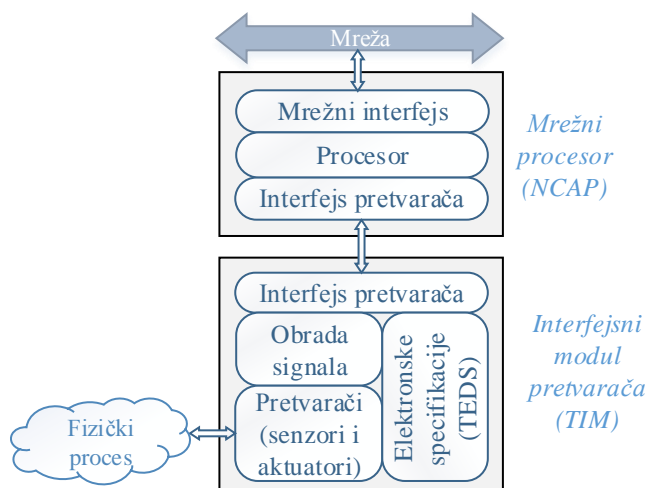 Mreža
Mrežni interfejs
Procesor
Interfejs pretvarača
Mrežni
procesor
(NCAP)
Interfejs pretvarača
Obrada
signala
Pretvarači
(senzori i
aktuatori)
Elektronske
specifikacije
(TEDS)
Interfejsni
modul
pretvarača
(TIM)
Fizički
proces